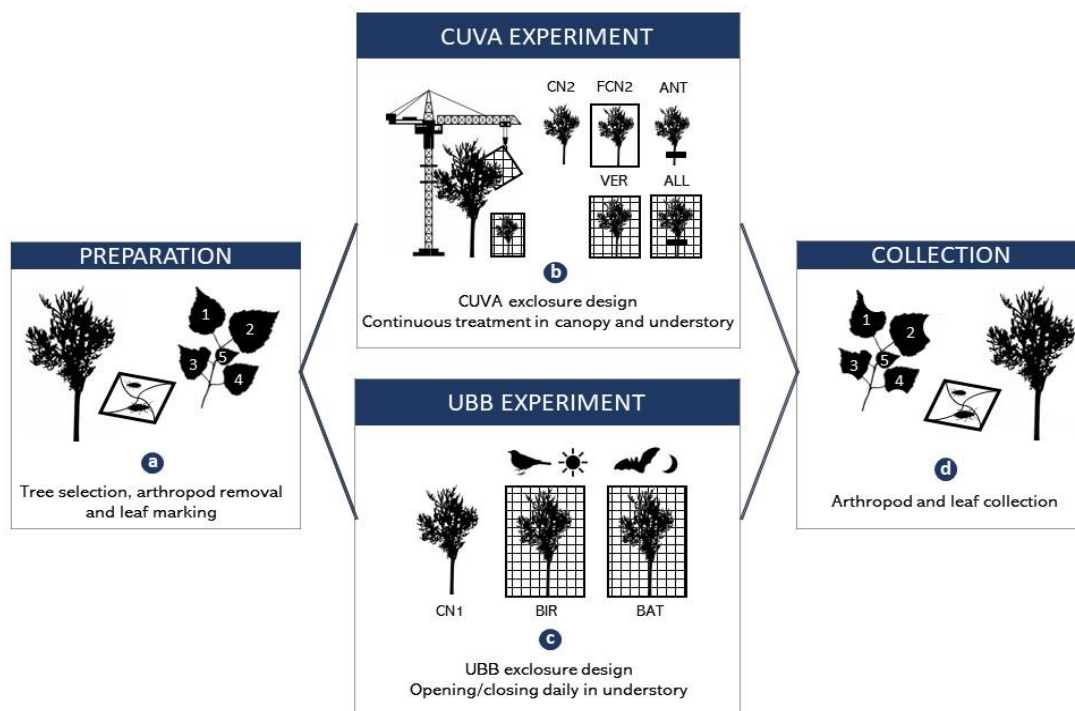 PREPARATION
1
2
3
5
4
a
Tree selection, arthropod removal
and leaf marking
CUVA EXPERIMENT
CN2 FCN2 ANT
VER ALL
b
CUVA exclosure design
Continuous treatment in canopy and understory
UBB EXPERIMENT
CN1 BIR BAT
c
UBB exclosure design
Opening/closing daily in understory
COLLECTION
1
2
3
5
4
d
Arthropod and leaf collection